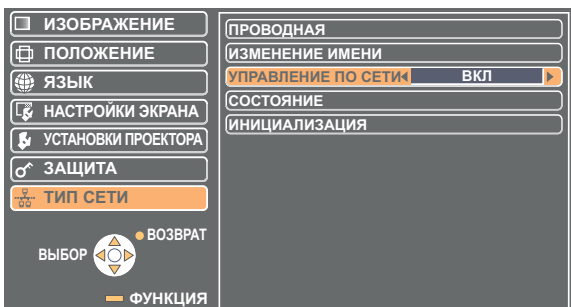 ИЗОБРАЖЕНИЕ
ПОЛОЖЕНИЕ
ЯЗЫК
НАСТРОЙКИ ЭКРАНА
УСТАНОВКИ ПРОЕКТОРА
ЗАЩИТА
ТИП СЕТИ
ВОЗВРАТ
ВЫБОР
ФУНКЦИЯ
ПРОВОДНАЯ
ИЗМЕНЕНИЕ ИМЕНИ
УПРАВЛЕНИЕ ПО СЕТИ ВКЛ
СОСТОЯНИЕ
ИНИЦИАЛИЗАЦИЯ